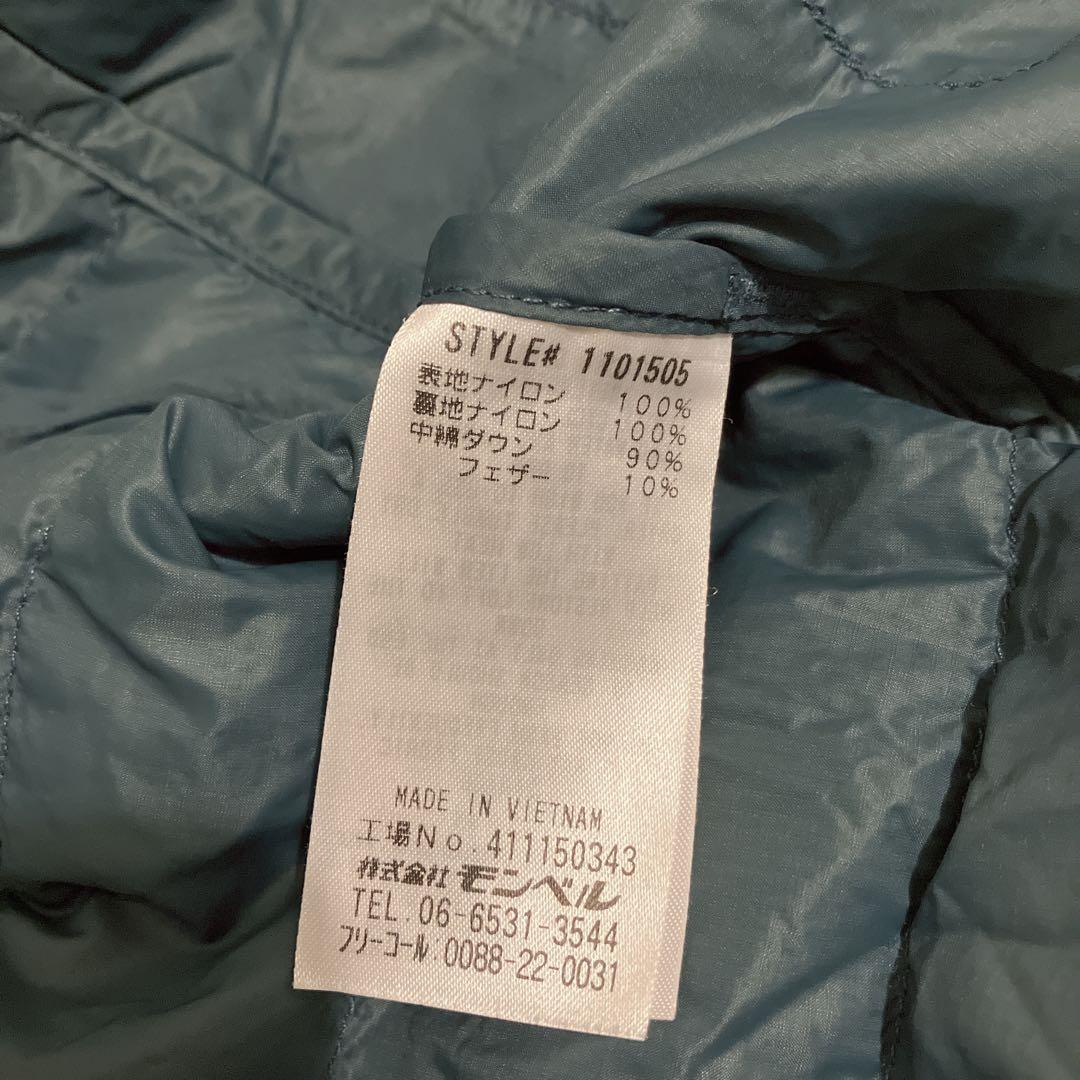 STYLE# 1101505
表地ナイロン 100%
裏地ナイロン 100%
中綿ダウン 90%
フェザー 10%
MADE IN VIETNAM
工場No.411150343
株式会社 モンベル
TEL.06-6531-3544
フリーコール:0088-22-0031